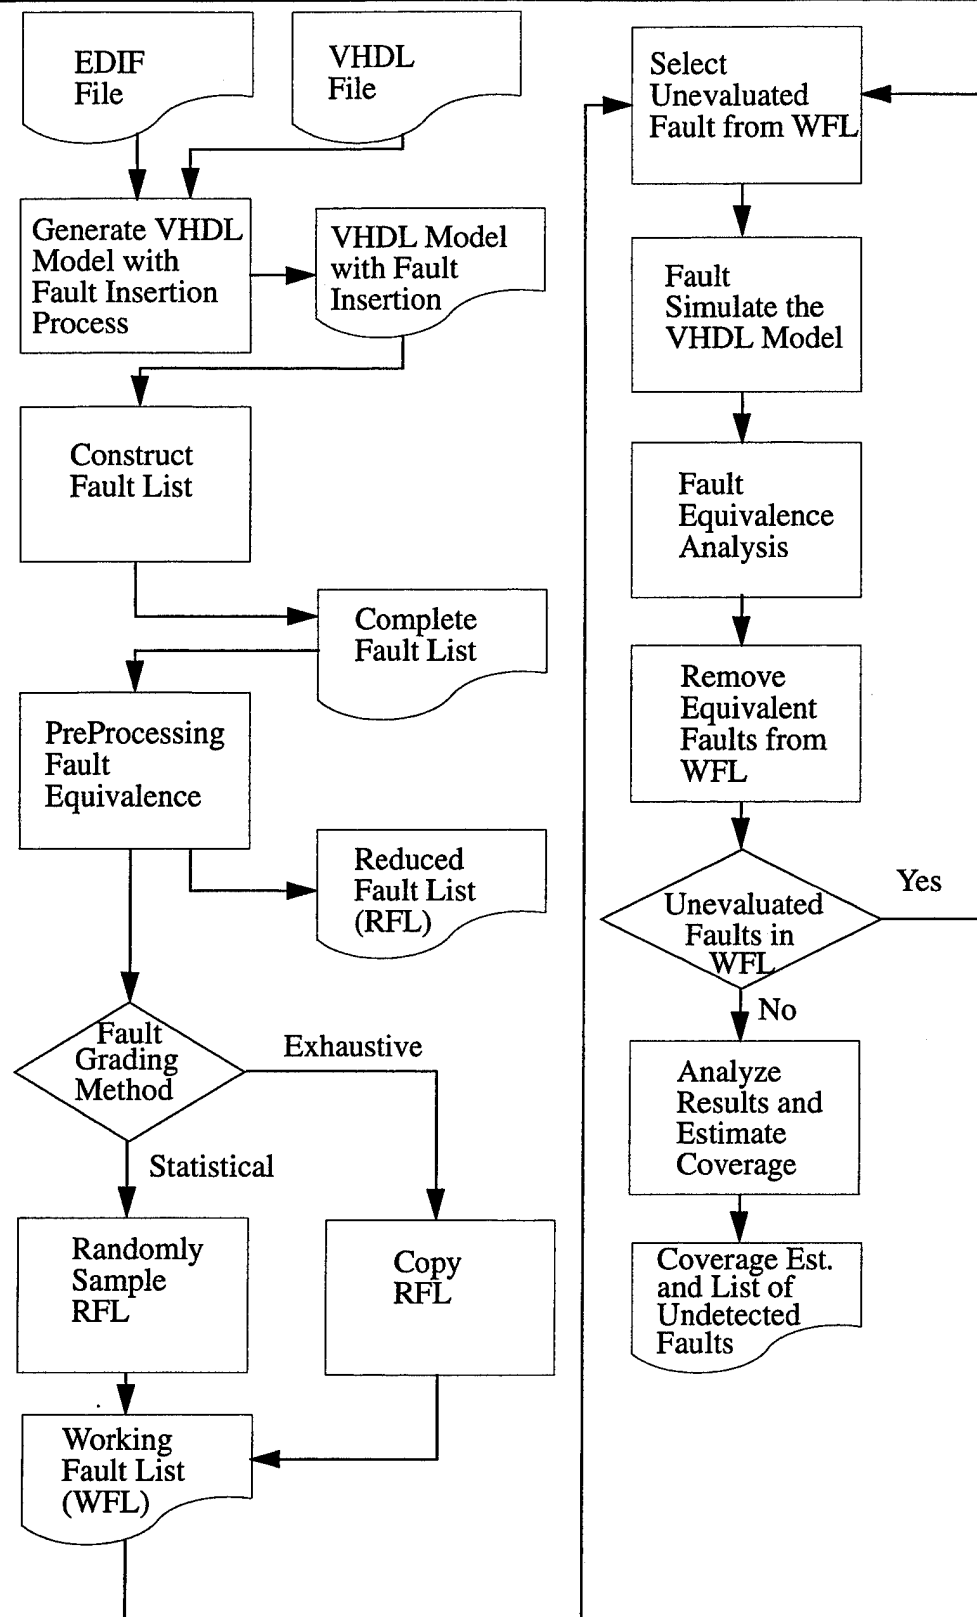 EDIF
File
VHDL
File
Generate VHDL
Model with
Fault Insertion
Process
VHDL Model
with Fault
Insertion
Construct
Fault List
Complete
Fault List
PreProcessing
Fault
Equivalence
Reduced
Fault List
(RFL)
Fault
Grading
Method
Exhaustive
Statistical
Randomly
Sample
RFL
Copy
RFL
Working
Fault List
(WFL)
Select
Unevaluated
Fault from WFL
Fault
Simulate the
VHDL Model
Fault
Equivalence
Analysis
Remove
Equivalent
Faults from
WFL
Unevaluated
Faults in
WFL
Yes
No
Analyze
Results and
Estimate
Coverage
Coverage Est.
and List of
Undetected
Faults